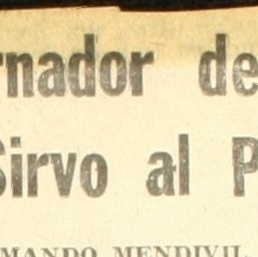 rnador de
Sirvo al P
MANDO MENDIVIL